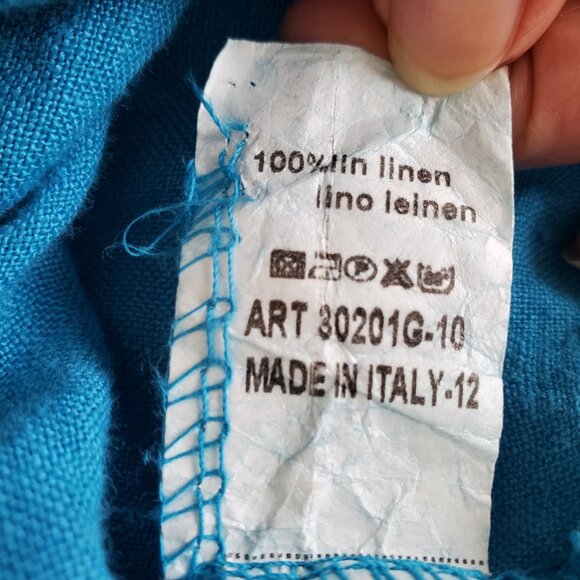 100%lin linen
lino leinen
P
ART 30201G-10
MADE IN ITALY-12